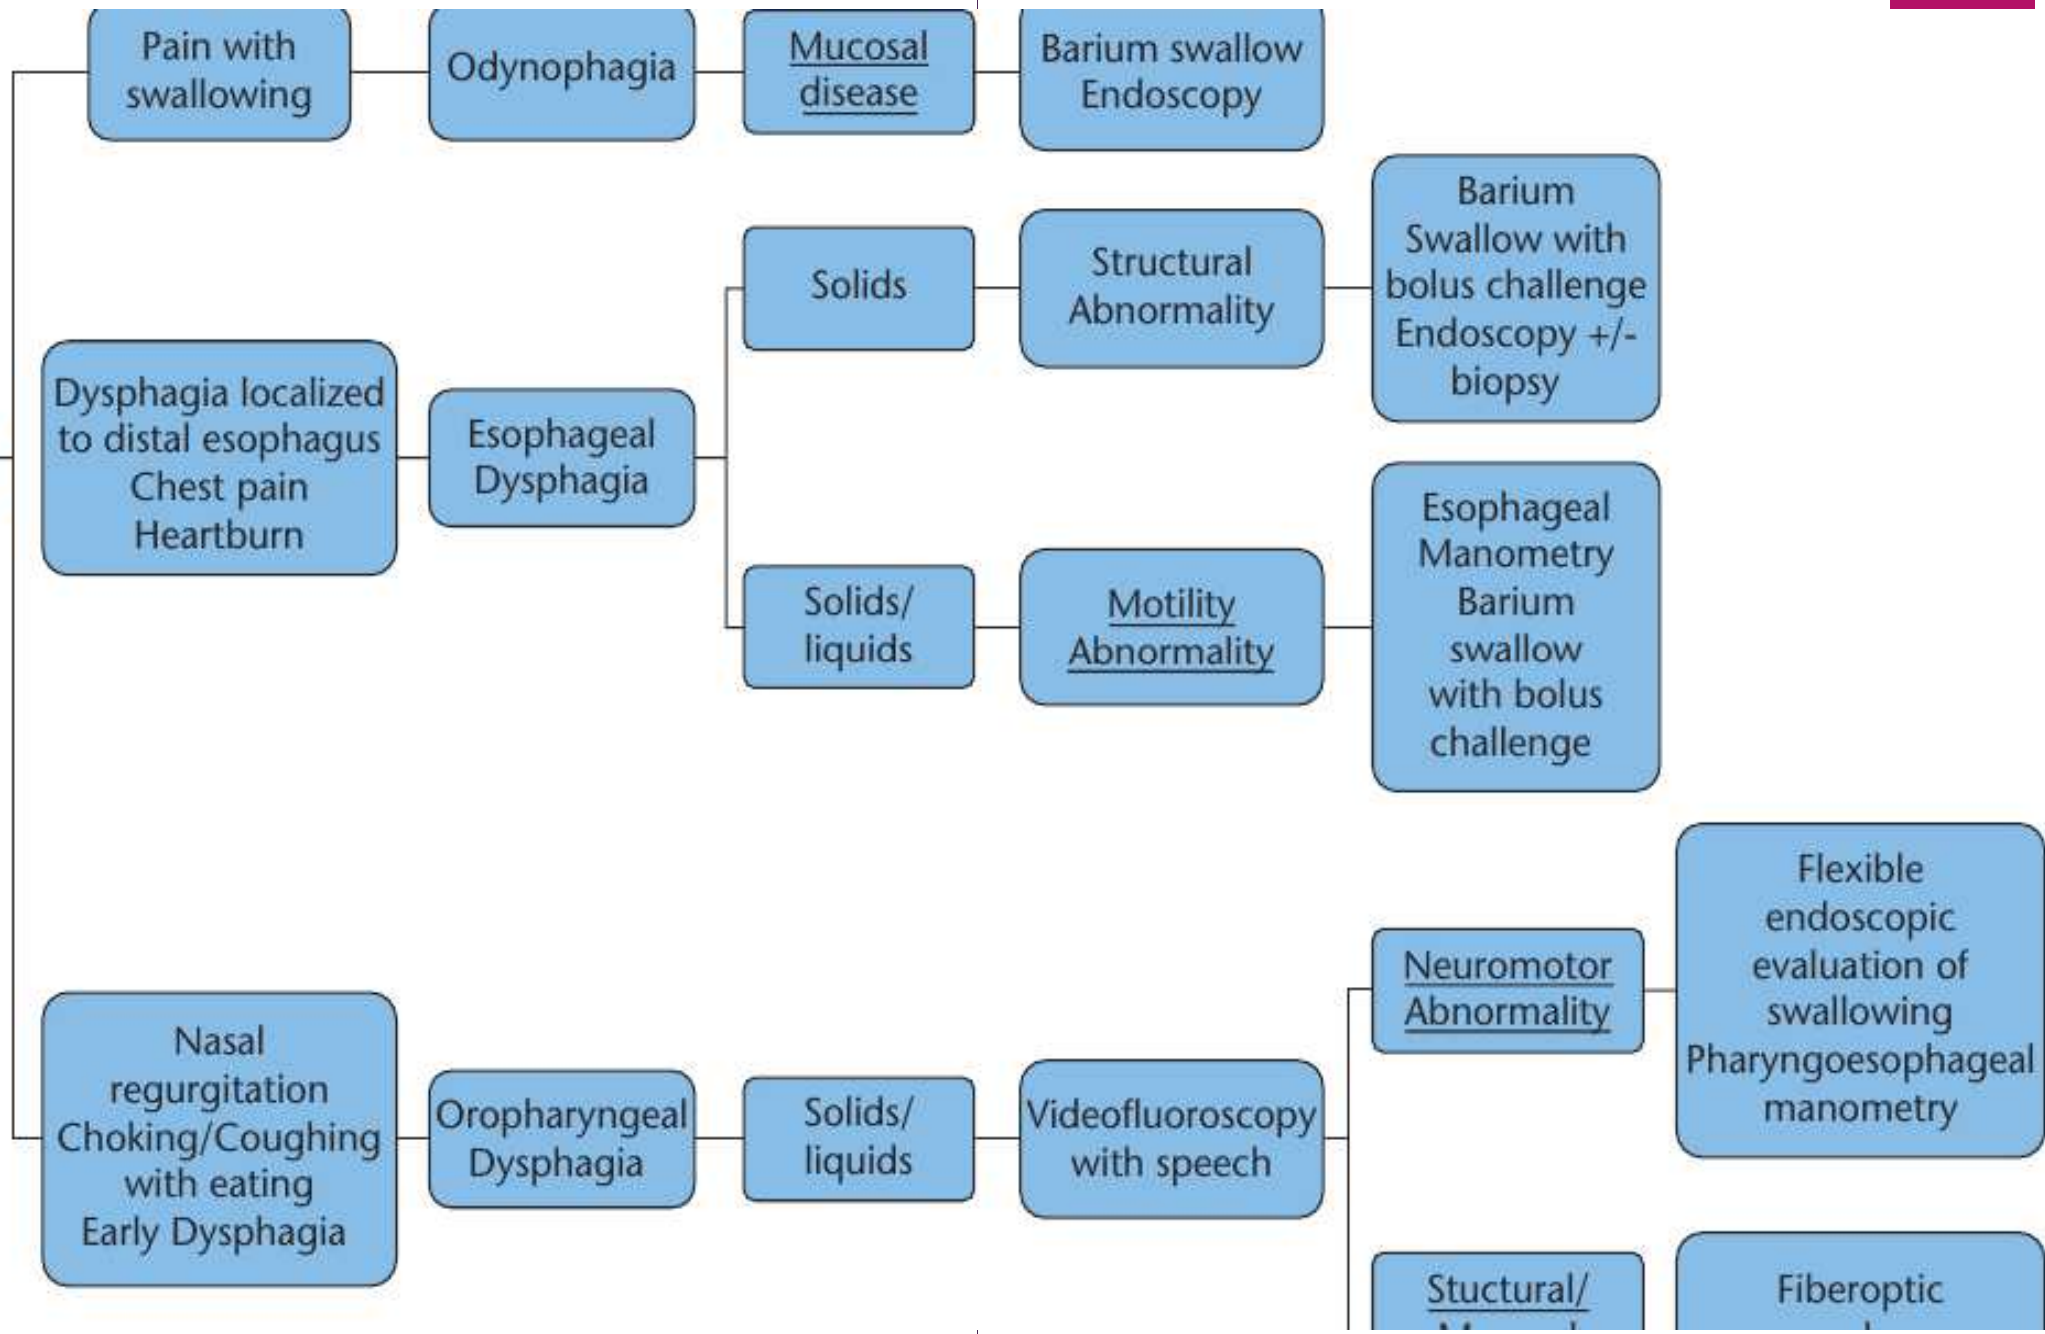 Pain with
swallowing
Odynophagia
Mucosal
disease
Barium swallow
Endoscopy
Dysphagia localized
to distal esophagus
Chest pain
Heartburn
Esophageal
Dysphagia
Solids
Structural
Abnormality
Barium
Swallow with
bolus challenge
Endoscopy +/-
biopsy
Solids/
liquids
Motility
Abnormality
Esophageal
Manometry
Barium
swallow
with bolus
challenge
Nasal
regurgitation
Choking/Coughing
with eating
Early Dysphagia
Oropharyngeal
Dysphagia
Solids/
liquids
Videofluoroscopy
with speech
Neuromotor
Abnormality
Flexible
endoscopic
evaluation of
swallowing
Pharyngoesophageal
manometry
Stuctural/
Fiberoptic